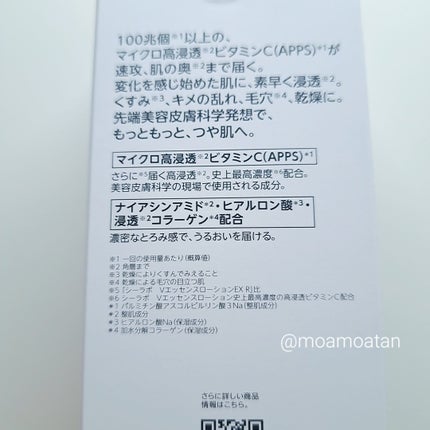 100兆個※1以上の、
マイクロ高浸透※2ビタミンC(APPS)*1が
速攻、肌の奥※2まで届く。
変化を感じ始めた肌に、素早く浸透※2。
くすみ※3、キメの乱れ、毛穴※4、乾燥に。
先端美容皮膚科学発想で、
もっともっと、つや肌へ。
マイクロ高浸透※2ビタミンC(APPS)*1
さらに※5届く高浸透※2。史上最高濃度※6配合。
美容皮膚科学の現場で使用される成分。
ナイアシンアミド*2・ヒアルロン酸*3・
浸透※2コラーゲン*4配合
濃密なとろみ感で、うるおいを届ける。
※1 一回の使用量あたり(概算値)
※2 角層まで
※3 乾燥によりくすんでみえること
※4 乾燥による毛穴の目立つ肌
※5 「シーラボ Vエッセンスローション EX R」比
※6 シーラボ Vエッセンスローション史上最高濃度の高浸透ビタミンC配合
*1 パルミチン酸アスコルビルリン酸3Na(整肌成分)
*2 整肌成分
*3 ヒアルロン酸Na(保湿成分)
*4 加水分解コラーゲン(保湿成分)
@moamoatan
さらに詳しい商品
情報はこちら。